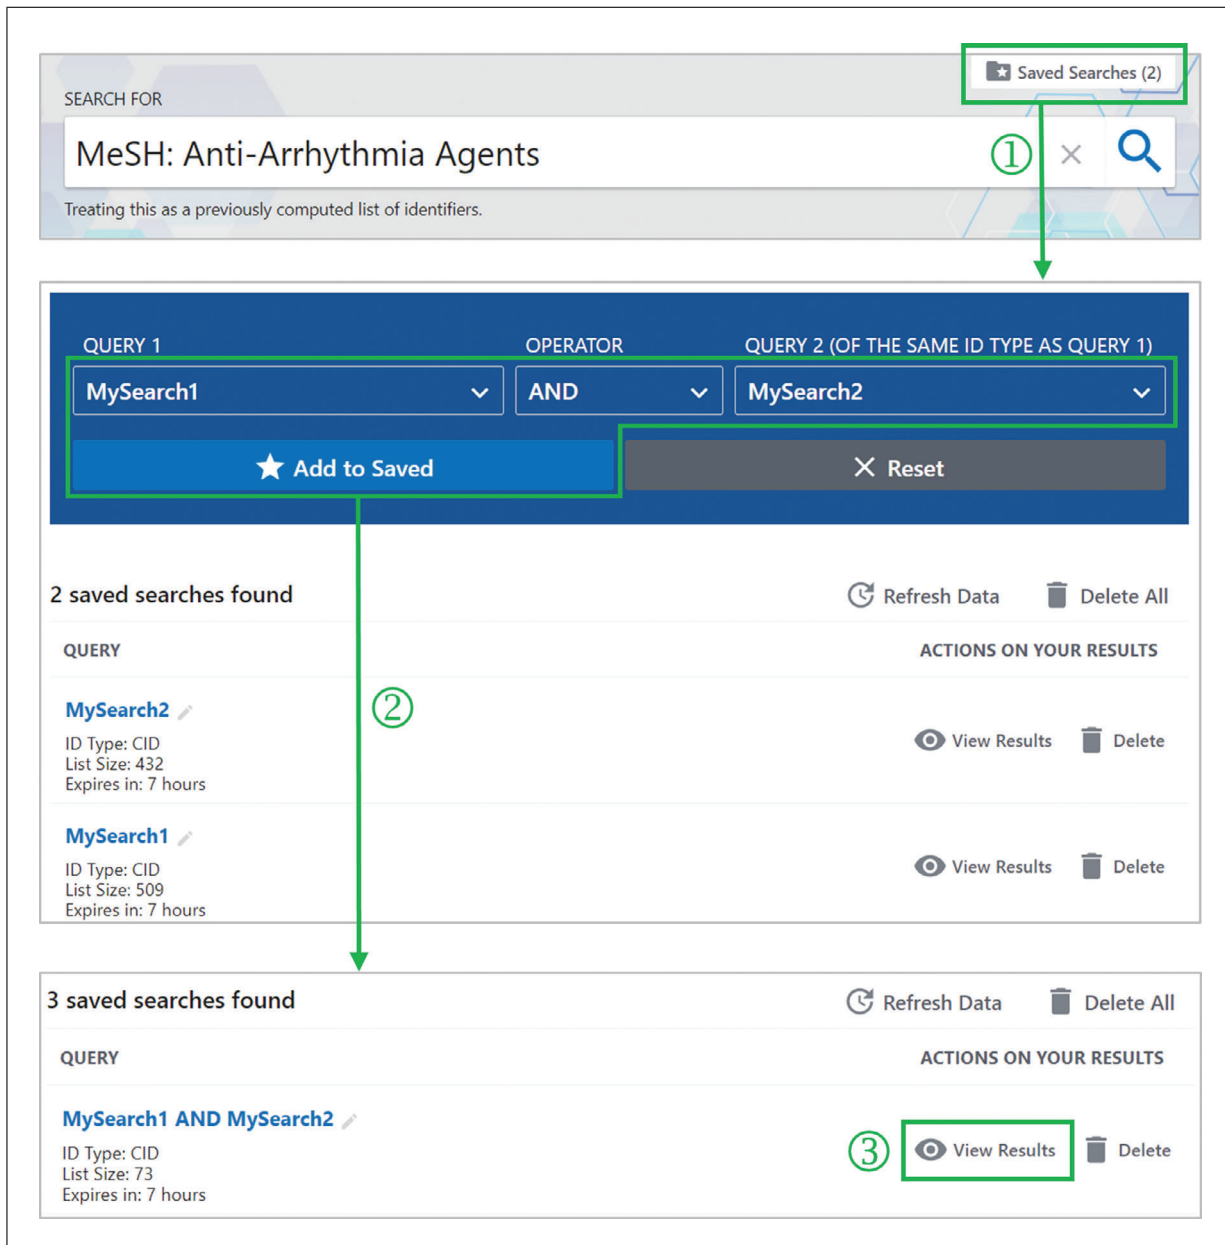 Saved Searches (2)
SEARCH FOR
MeSH: Anti-Arrhythmia Agents
①
Treating this as a previously computed list of identifiers.
QUERY 1 OPERATOR QUERY 2 (OF THE SAME ID TYPE AS QUERY 1)
MySearch1 AND MySearch2
Add to Saved Reset
2 saved searches found Refresh Data Delete All
QUERY ACTIONS ON YOUR RESULTS
②
MySearch2
ID Type: CID
List Size: 432
Expires in: 7 hours
View Results Delete
MySearch1
ID Type: CID
List Size: 509
Expires in: 7 hours
View Results Delete
3 saved searches found Refresh Data Delete All
QUERY ACTIONS ON YOUR RESULTS
MySearch1 AND MySearch2
ID Type: CID
List Size: 73
Expires in: 7 hours
③ View Results Delete